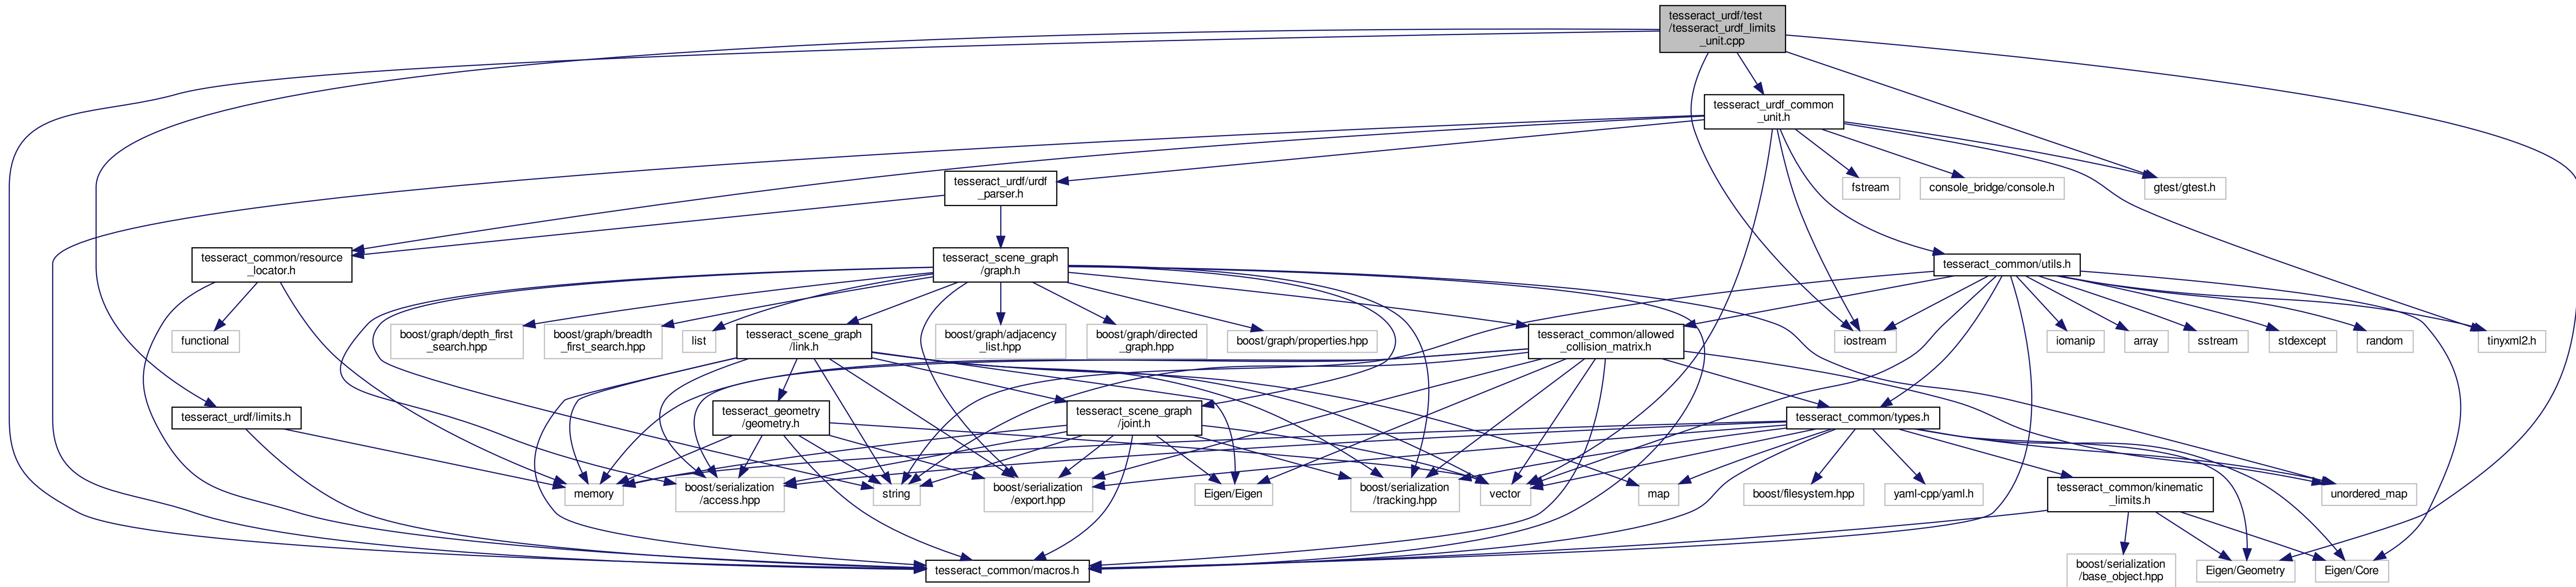 tesseract_urdf/test
/tesseract_urdf_limits
_unit.cpp
tesseract_urdf_common
_unit.h
tesseract_urdf/urdf
_parser.h
fstream
console_bridge/console.h
gtest/gtest.h
tesseract_common/resource
_locator.h
tesseract_scene_graph
/graph.h
tesseract_common/utils.h
functional
boost/graph/depth_first
_search.hpp
boost/graph/breadth
_first_search.hpp
list
tesseract_scene_graph
/link.h
boost/graph/adjacency
_list.hpp
boost/graph/directed
_graph.hpp
boost/graph/properties.hpp
tesseract_common/allowed
_collision_matrix.h
iostream
iomanip
array
sstream
stdexcept
random
tinyxml2.h
tesseract_urdf/limits.h
tesseract_geometry
/geometry.h
tesseract_scene_graph
/joint.h
tesseract_common/types.h
memory
boost/serialization
/access.hpp
string
boost/serialization
/export.hpp
Eigen/Eigen
boost/serialization
/tracking.hpp
vector
map
boost/filesystem.hpp
yaml-cpp/yaml.h
tesseract_common/kinematic
_limits.h
unordered_map
tesseract_common/macros.h
boost/serialization
/base_object.hpp
Eigen/Geometry
Eigen/Core